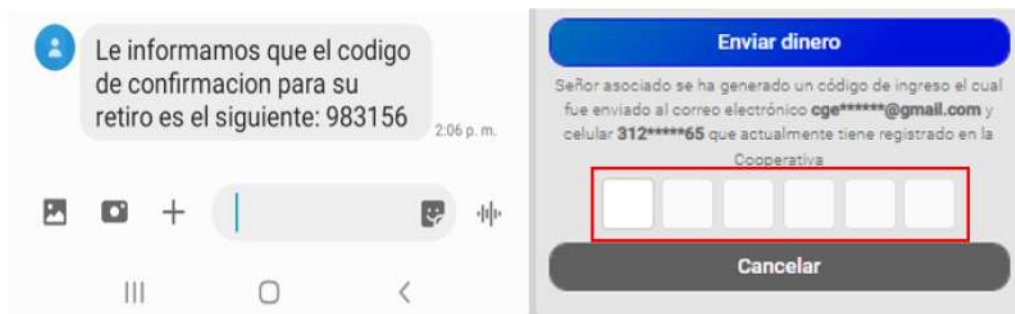 Le informamos que el codigo
de confirmacion para su
retiro es el siguiente: 983156
2:06 p. m.
Enviar dinero
Señor asociado se ha generado un código de ingreso el cual
fue enviado al correo electrónico cge******@gmail.com y
celular 312*****65 que actualmente tiene registrado en la
Cooperativa
Cancelar